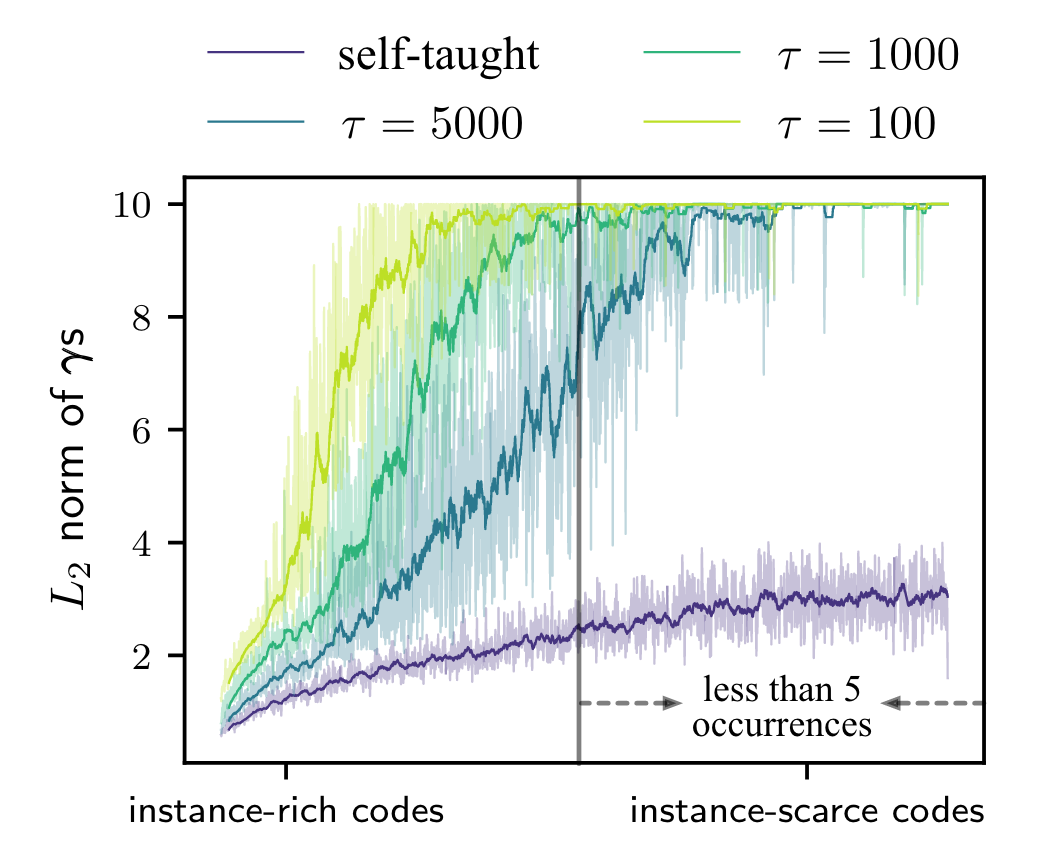 self-taught
τ = 1000
τ = 5000
τ = 100
10
8
6
4
2
L₂ norm of γs
less than 5
occurrences
instance-rich codes
instance-scarce codes